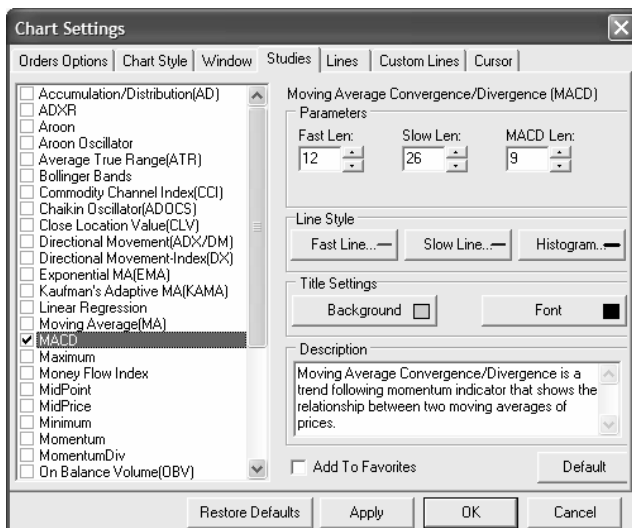 Chart Settings
Orders Options
Chart Style
Window
Studies
Lines
Custom Lines
Cursor
Accumulation/Distribution(AD)
ADXR
Aroon
Aroon Oscillator
Average True Range(ATR)
Bollinger Bands
Commodity Channel Index(CCI)
Chaikin Oscillator(ADOCS)
Close Location Value(CLV)
Directional Movement(ADX/DM)
Directional Movement-Index(DX)
Exponential MA(EMA)
Kaufman's Adaptive MA(KAMA)
Linear Regression
Moving Average(MA)
MACD
Maximum
Money Flow Index
MidPoint
MidPrice
Minimum
Momentum
MomentumDiv
On Balance Volume(OBV)
Moving Average Convergence/Divergence (MACD)
Parameters
Fast Len: Slow Len: MACD Len:
12 26 9
Line Style
Fast Line... Slow Line... Histogram...
Title Settings
Background Font
Description
Moving Average Convergence/Divergence is a
trend following momentum indicator that shows the
relationship between two moving averages of
prices.
Add To Favorites Default
Restore Defaults Apply OK Cancel